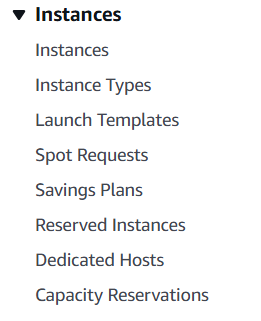 Instances
Instances
Instance Types
Launch Templates
Spot Requests
Savings Plans
Reserved Instances
Dedicated Hosts
Capacity Reservations